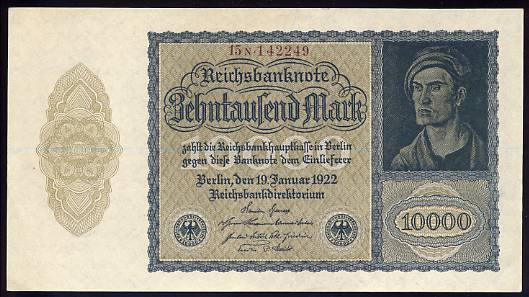 15N·142249
Reichsbanknote
Zehntausend Mark
zahlt die Reichsbankhauptkasse in Berlin
gegen diese Banknote dem Einlieferer
Berlin, den 19. Januar 1922
Reichsbankdirektorium
10000